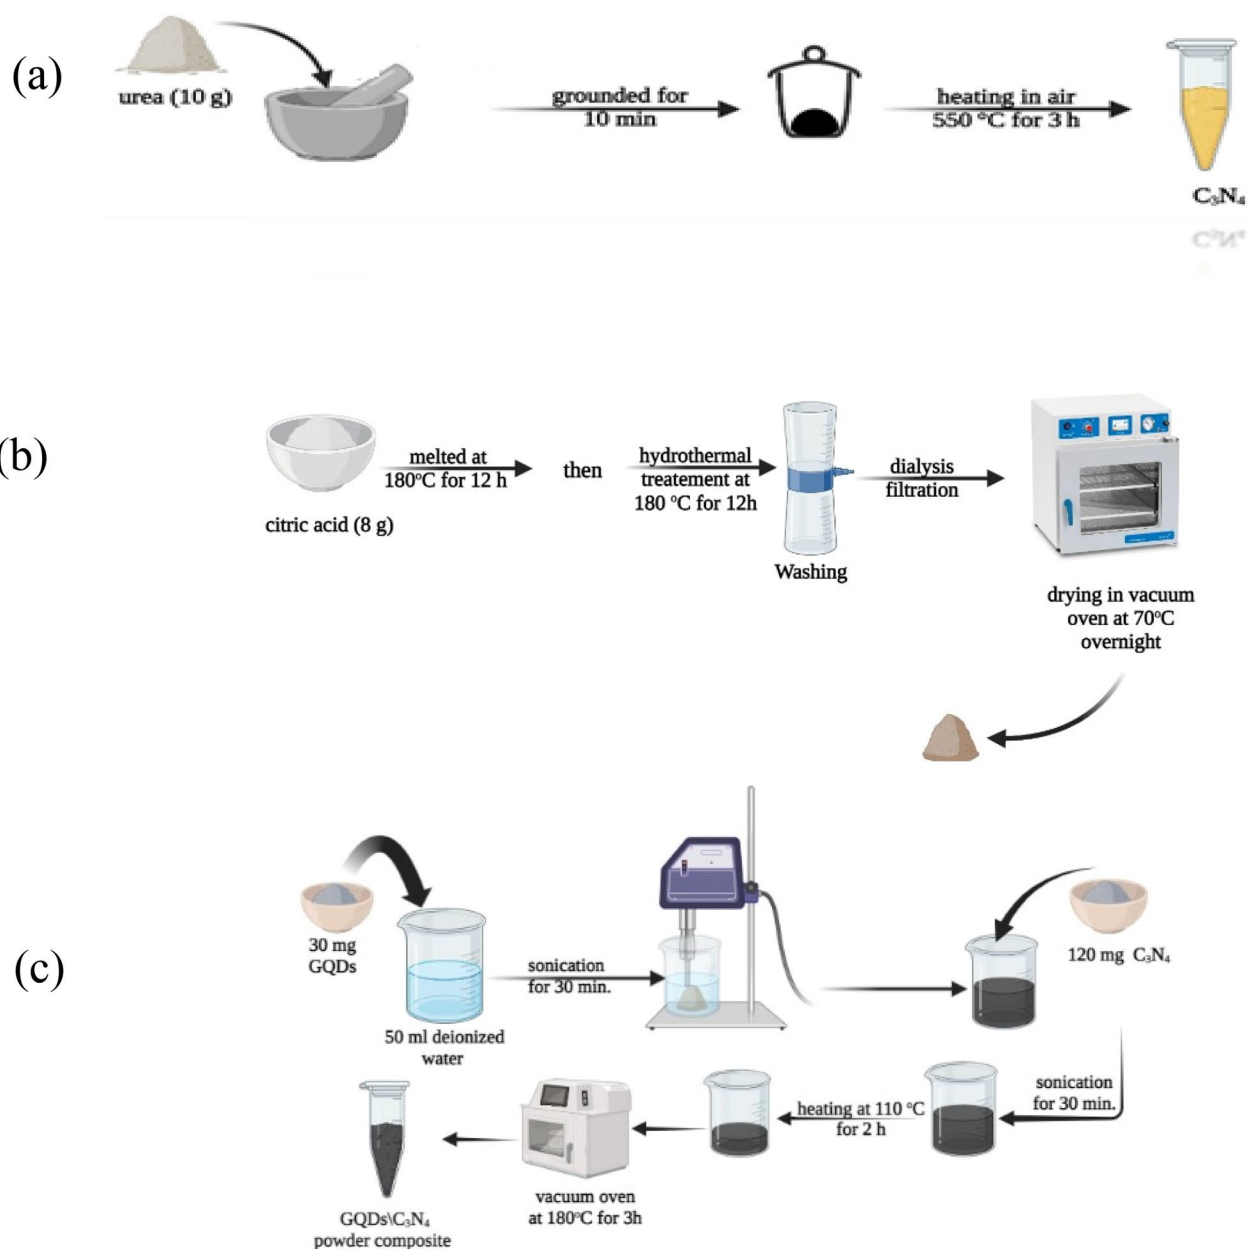 (a)
urea (10 g)
grounded for
10 min
heating in air
550 °C for 3 h
C₃N₄
(b)
citric acid (8 g)
melted at
180°C for 12 h
then
hydrothermal
treatement at
180 °C for 12h
Washing
dialysis
filtration
drying in vacuum
oven at 70°C
overnight
(c)
30 mg
GQDs
50 ml deionized
water
sonication
for 30 min.
120 mg C₃N₄
sonication
for 30 min.
heating at 110 °C
for 2 h
vacuum oven
at 180°C for 3h
GQDs\C₃N₄
powder composite